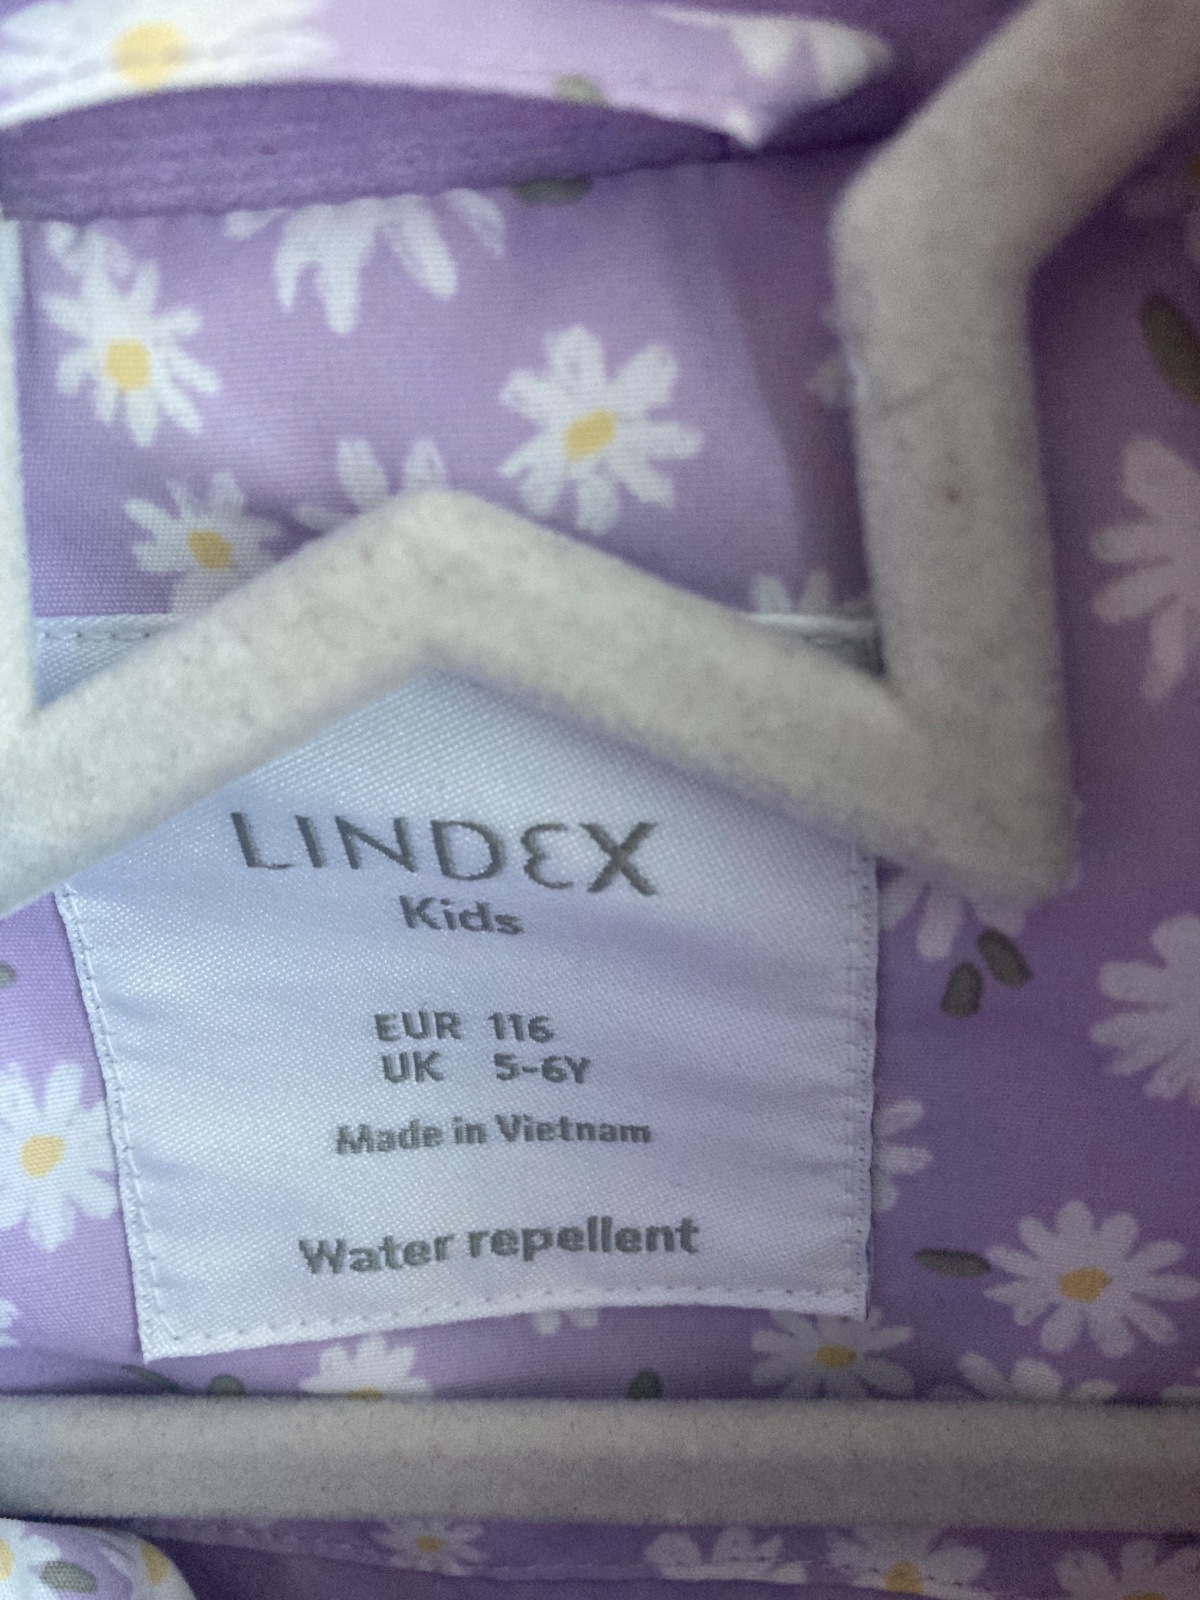 LINDEX
Kids
EUR 116
UK 5-6Y
Made in Vietnam
Water repellent